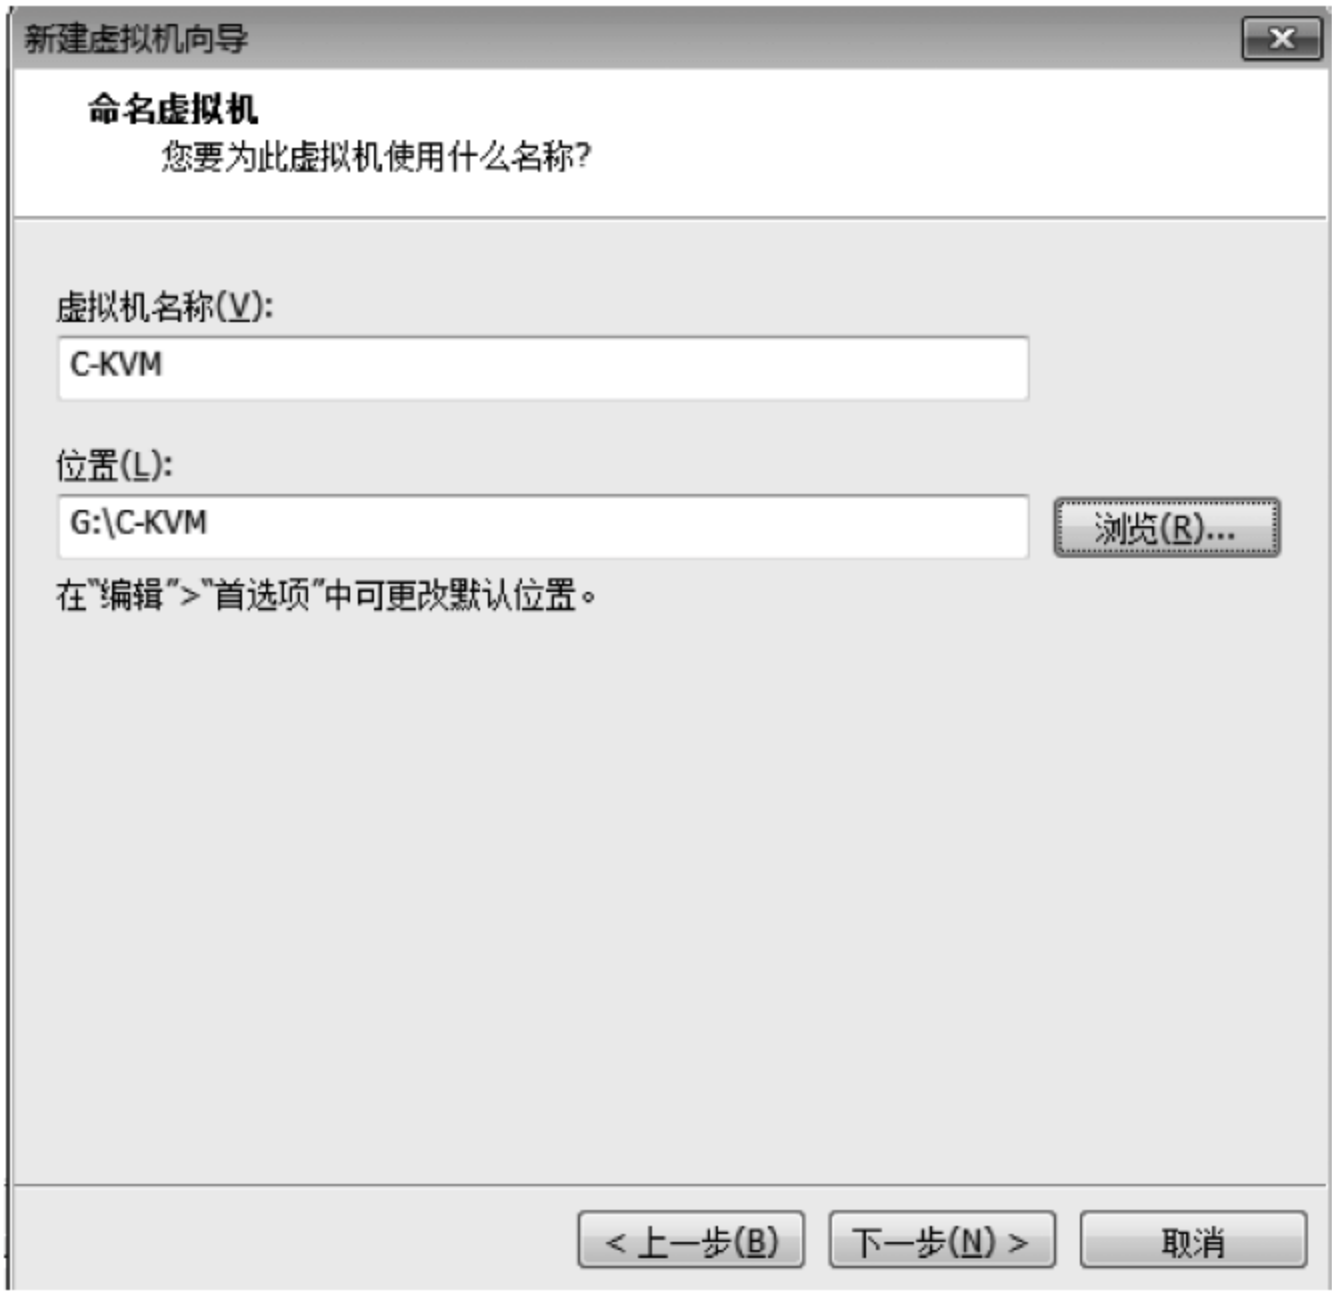 新建虚拟机向导
命名虚拟机
您要为此虚拟机使用什么名称?
虚拟机名称(V):
C-KVM
位置(L):
G:\C-KVM
浏览(R)...
在"编辑">"首选项"中可更改默认位置。
< 上一步(B)
下一步(N) >
取消